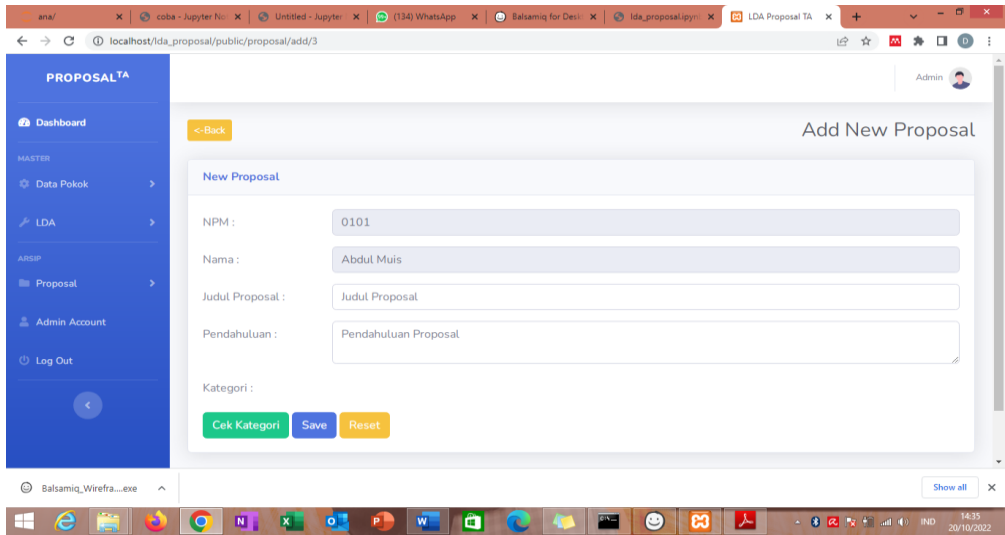 ana/
coba - Jupyter No
Untitled - Jupyter
(134) WhatsApp
Balsamiq for Deskt
lda_proposal.ipyn
LDA Proposal TA
localhost/lda_proposal/public/proposal/add/3
D
PROPOSALTA
Admin
Dashboard
<-Back
Add New Proposal
MASTER
Data Pokok
LDA
ARSIP
Proposal
Admin Account
Log Out
New Proposal
NPM :
0101
Nama :
Abdul Muis
Judul Proposal :
Judul Proposal
Pendahuluan :
Pendahuluan Proposal
Kategori :
Cek Kategori
Save
Reset
Balsamiq_Wirefra....exe
Show all
IND
14:35
20/10/2022